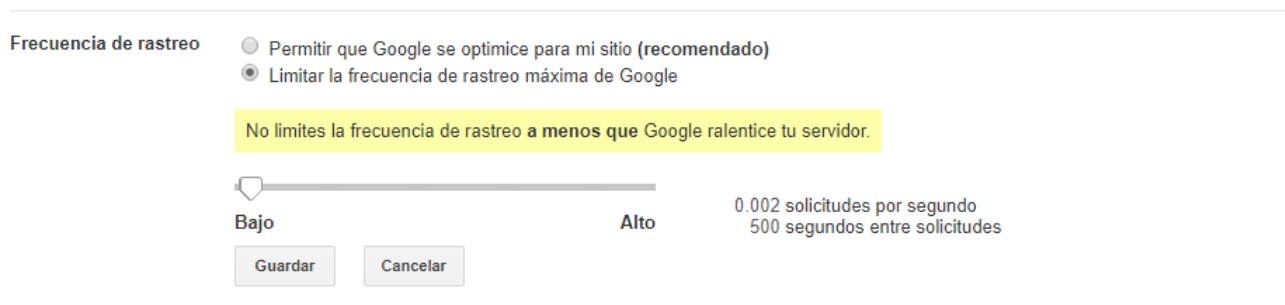 Frecuencia de rastreo
Permitir que Google se optimice para mi sitio (recomendado)
Limitar la frecuencia de rastreo máxima de Google
No limites la frecuencia de rastreo a menos que Google ralentice tu servidor.
Bajo
Alto
0.002 solicitudes por segundo
500 segundos entre solicitudes
Guardar
Cancelar